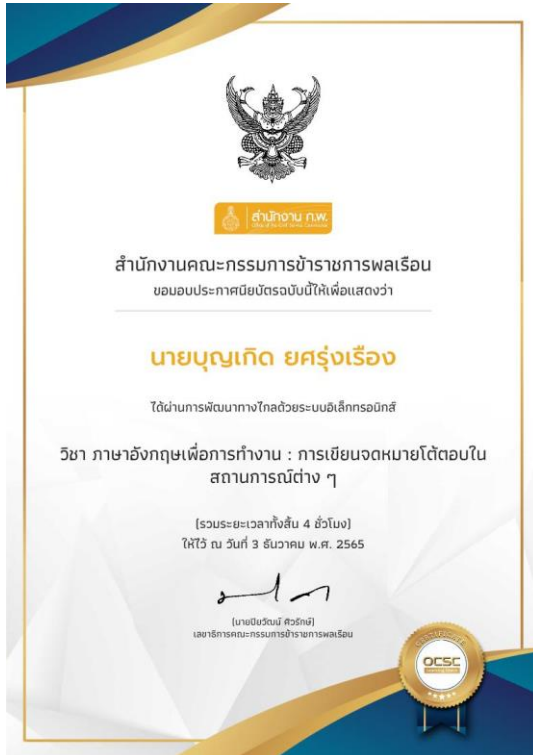 สำนักงาน ก.พ.
Office of the Civil Service Commission
สำนักงานคณะกรรมการข้าราชการพลเรือน
ขอมอบประกาศนียบัตรฉบับนี้ให้เพื่อแสดงว่า
นายบุญเกิด ยศรุ่งเรือง
ได้ผ่านการพัฒนาทางไกลด้วยระบบอิเล็กทรอนิกส์
วิชา ภาษาอังกฤษเพื่อการทำงาน : การเขียนจดหมายโต้ตอบใน
สถานการณ์ต่าง ๆ
(รวมระยะเวลาทั้งสิ้น 4 ชั่วโมง)
ให้ไว้ ณ วันที่ 3 ธันวาคม พ.ศ. 2565
(นายปิยวัฒน์ ศิวรักษ์)
เลขาธิการคณะกรรมการข้าราชการพลเรือน
CERTIFICATE
OCSC